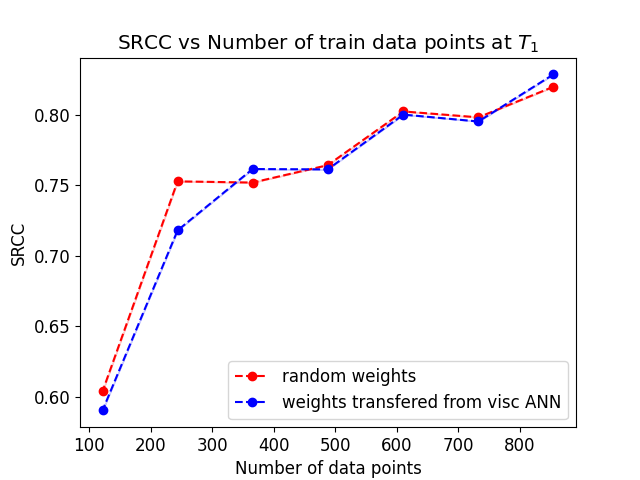 SRCC vs Number of train data points at $T_1$
0.80
0.75
0.70
0.65
0.60
SRCC
random weights
weights transfered from visc ANN
100 200 300 400 500 600 700 800
Number of data points